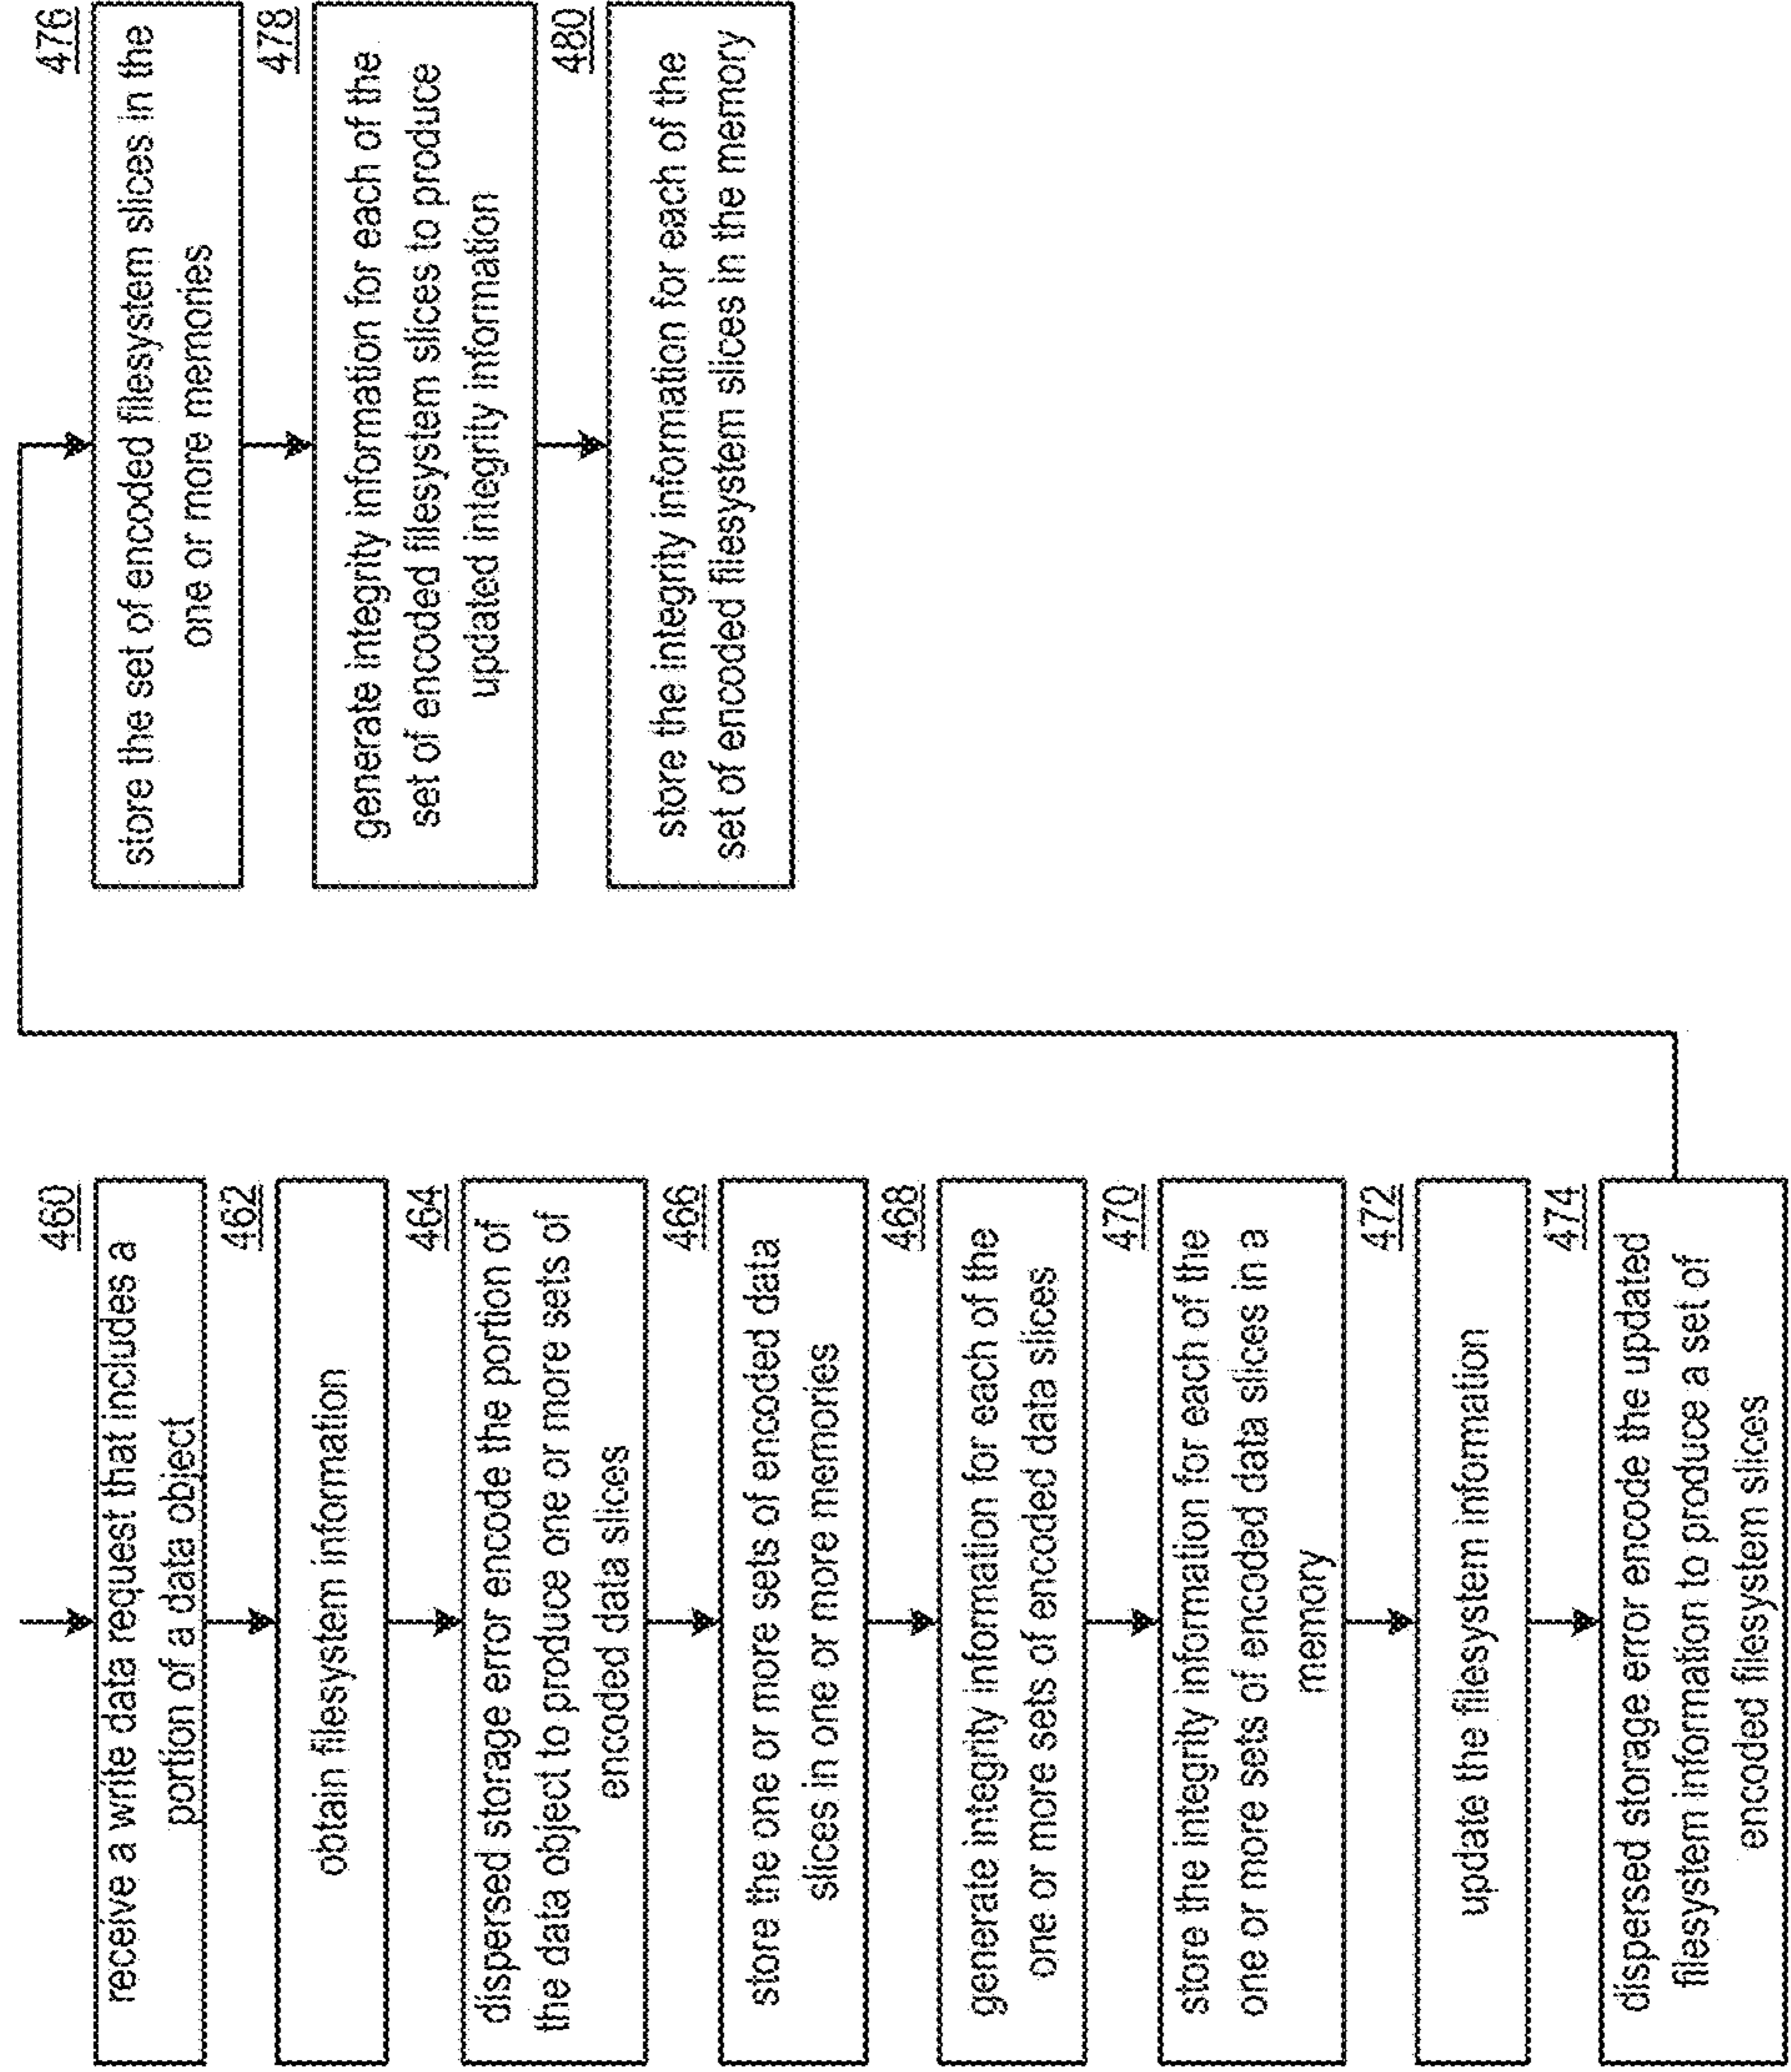 460
receive a write data request that includes a
portion of a data object
462
obtain filesystem information
464
dispersed storage error encode the portion of
the data object to produce one or more sets of
encoded data slices
466
store the one or more sets of encoded data
slices in one or more memories
468
generate integrity information for each of the
one or more sets of encoded data slices
470
store the integrity information for each of the
one or more sets of encoded data slices in a
memory
472
update the filesystem information
474
dispersed storage error encode the updated
filesystem information to produce a set of
encoded filesystem slices
476
store the set of encoded filesystem slices in the
one or more memories
478
generate integrity information for each of the
set of encoded filesystem slices to produce
updated integrity information
480
store the integrity information for each of the
set of encoded filesystem slices in the memory